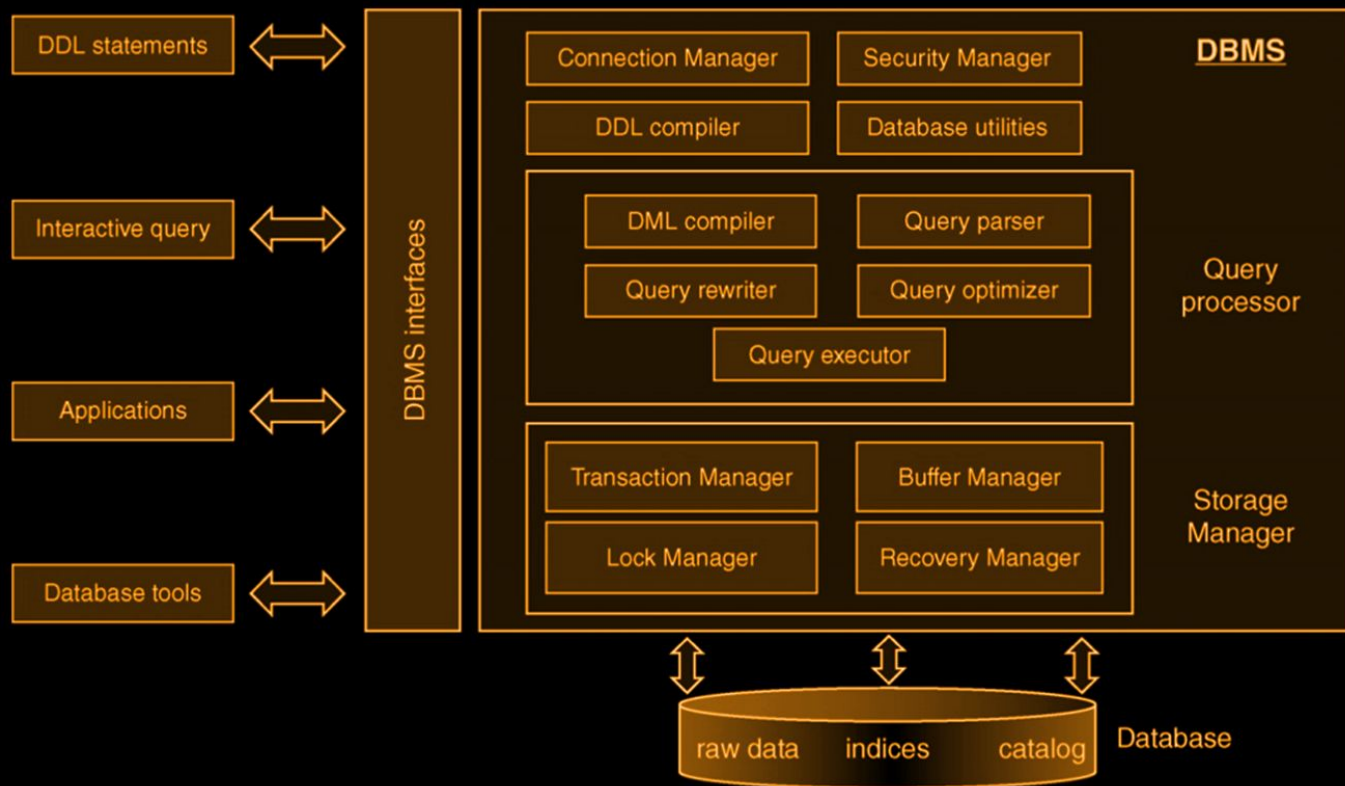 DDL statements
Interactive query
Applications
Database tools
DBMS interfaces
DBMS
Connection Manager
Security Manager
DDL compiler
Database utilities
DML compiler
Query parser
Query rewriter
Query optimizer
Query executor
Query
processor
Transaction Manager
Buffer Manager
Lock Manager
Recovery Manager
Storage
Manager
raw data
indices
catalog
Database